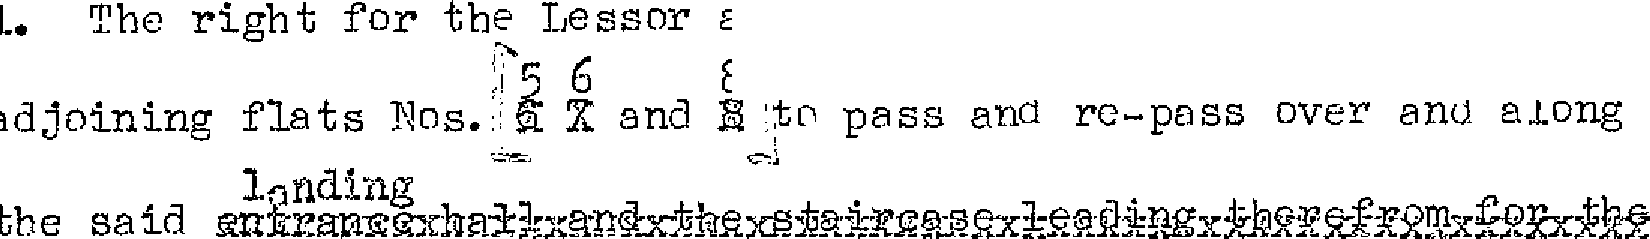 1. The right for the Lessor a
5 6 8
adjoining flats Nos. and to pass and re-pass over and along
landing
the said entrance hall and the staircase leading therefrom for the